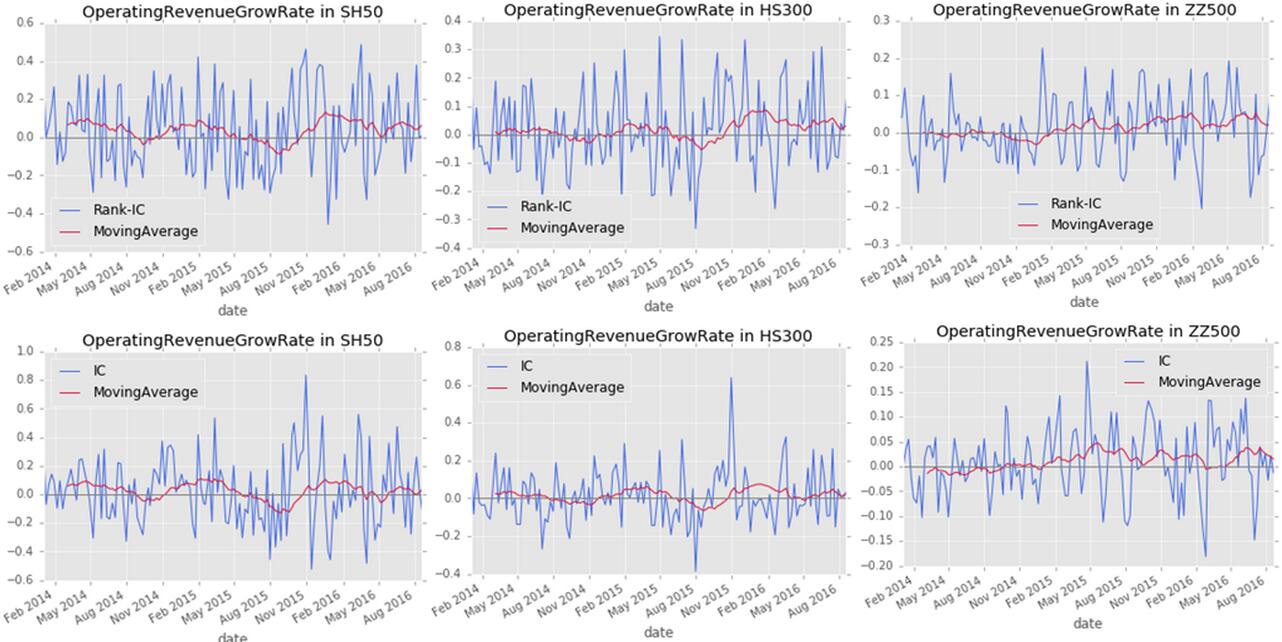 OperatingRevenueGrowRate in SH50
0.6
0.4
0.2
0.0
−0.2
−0.4
−0.6
Rank-IC
MovingAverage
Feb 2014
May 2014
Aug 2014
Nov 2014
Feb 2015
May 2015
Aug 2015
Nov 2015
Feb 2016
May 2016
Aug 2016
date
OperatingRevenueGrowRate in HS300
0.4
0.3
0.2
0.1
0.0
−0.1
−0.2
−0.3
−0.4
Rank-IC
MovingAverage
Feb 2014
May 2014
Aug 2014
Nov 2014
Feb 2015
May 2015
Aug 2015
Nov 2015
Feb 2016
May 2016
Aug 2016
date
OperatingRevenueGrowRate in ZZ500
0.3
0.2
0.1
0.0
−0.1
−0.2
−0.3
Rank-IC
MovingAverage
Feb 2014
May 2014
Aug 2014
Nov 2014
Feb 2015
May 2015
Aug 2015
Nov 2015
Feb 2016
May 2016
Aug 2016
date
OperatingRevenueGrowRate in SH50
1.0
0.8
0.6
0.4
0.2
0.0
−0.2
−0.4
−0.6
IC
MovingAverage
Feb 2014
May 2014
Aug 2014
Nov 2014
Feb 2015
May 2015
Aug 2015
Nov 2015
Feb 2016
May 2016
Aug 2016
date
OperatingRevenueGrowRate in HS300
0.8
0.6
0.4
0.2
0.0
−0.2
−0.4
IC
MovingAverage
Feb 2014
May 2014
Aug 2014
Nov 2014
Feb 2015
May 2015
Aug 2015
Nov 2015
Feb 2016
May 2016
Aug 2016
date
OperatingRevenueGrowRate in ZZ500
0.25
0.20
0.15
0.10
0.05
0.00
−0.05
−0.10
−0.15
−0.20
IC
MovingAverage
Feb 2014
May 2014
Aug 2014
Nov 2014
Feb 2015
May 2015
Aug 2015
Nov 2015
Feb 2016
May 2016
Aug 2016
date